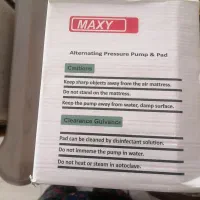 MAXY
Alternating Pressure Pump & Pad
Cautions
Keep sharp objects away from the air mattress.
Do not stand on the mattress.
Keep the pump away from water, damp surface.
Cleanse Guivabor
Pad can be cleaned by disinfectant solution.
Do not immerse the pump in water.
Do not heat or steam in autoclave.